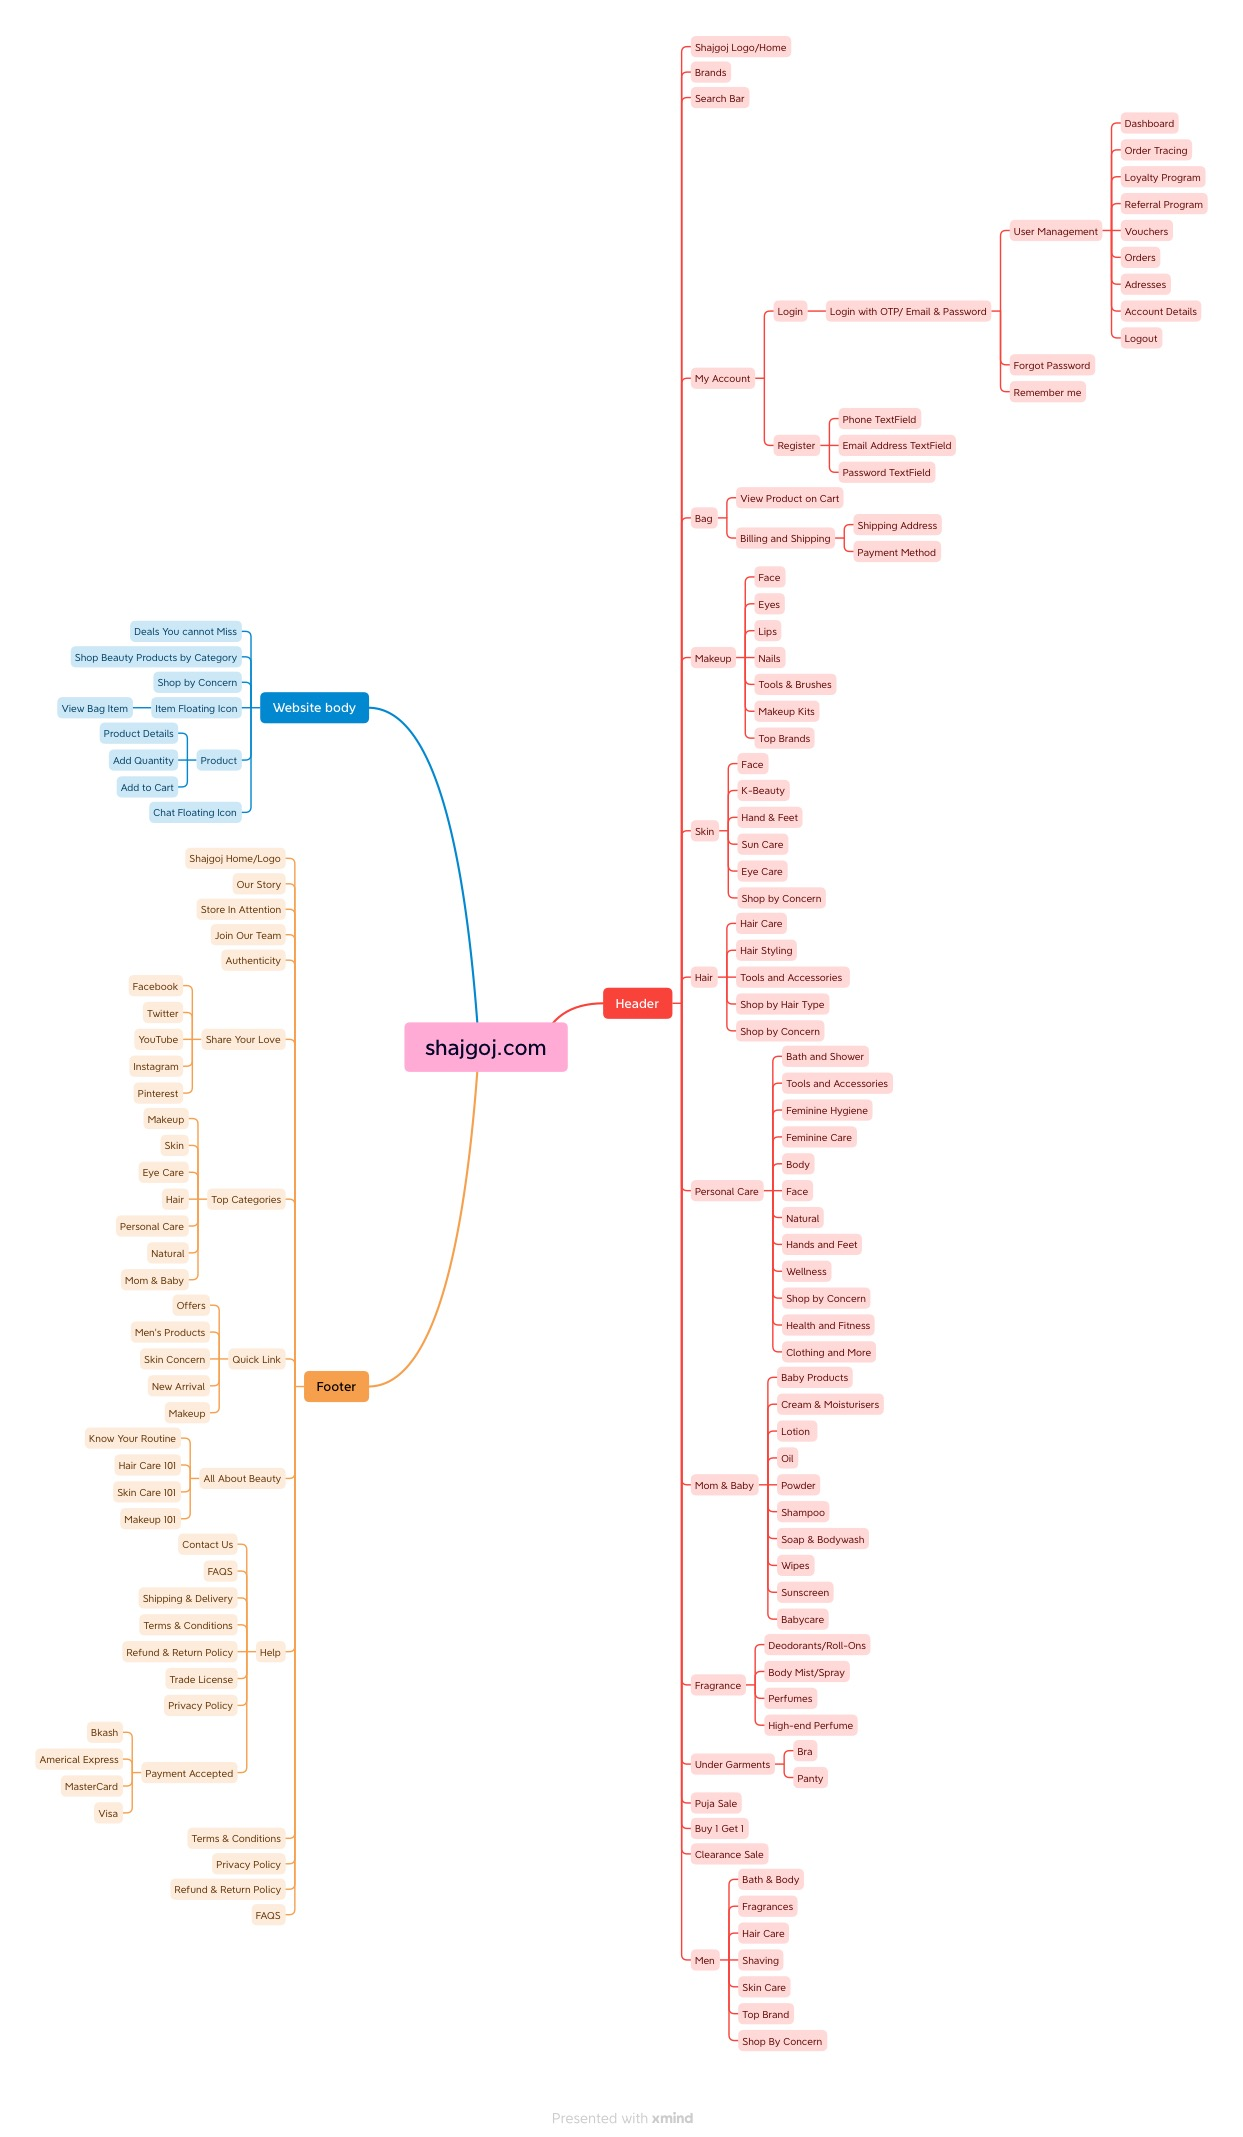 shajgoj.com
Header
Shajgoj Logo/Home
Brands
Search Bar
My Account
Login
Login with OTP/ Email & Password
User Management
Dashboard
Order Tracing
Loyalty Program
Referral Program
Vouchers
Orders
Adresses
Account Details
Logout
Forgot Password
Remember me
Register
Phone TextField
Email Address TextField
Password TextField
Bag
View Product on Cart
Billing and Shipping
Shipping Address
Payment Method
Makeup
Face
Eyes
Lips
Nails
Tools & Brushes
Makeup Kits
Top Brands
Skin
Face
K-Beauty
Hand & Feet
Sun Care
Eye Care
Shop by Concern
Hair
Hair Care
Hair Styling
Tools and Accessories
Shop by Hair Type
Shop by Concern
Personal Care
Bath and Shower
Tools and Accessories
Feminine Hygiene
Feminine Care
Body
Face
Natural
Hands and Feet
Wellness
Shop by Concern
Health and Fitness
Clothing and More
Mom & Baby
Baby Products
Cream & Moisturisers
Lotion
Oil
Powder
Shampoo
Soap & Bodywash
Wipes
Sunscreen
Babycare
Fragrance
Deodorants/Roll-Ons
Body Mist/Spray
Perfumes
High-end Perfume
Under Garments
Bra
Panty
Puja Sale
Buy 1 Get 1
Clearance Sale
Men
Bath & Body
Fragrances
Hair Care
Shaving
Skin Care
Top Brand
Shop By Concern
Website body
Deals You cannot Miss
Shop Beauty Products by Category
Shop by Concern
Item Floating Icon
View Bag Item
Product
Product Details
Add Quantity
Add to Cart
Chat Floating Icon
Footer
Shajgoj Home/Logo
Our Story
Store In Attention
Join Our Team
Authenticity
Share Your Love
Facebook
Twitter
YouTube
Instagram
Pinterest
Top Categories
Makeup
Skin
Eye Care
Hair
Personal Care
Natural
Mom & Baby
Quick Link
Offers
Men's Products
Skin Concern
New Arrival
Makeup
All About Beauty
Know Your Routine
Hair Care 101
Skin Care 101
Makeup 101
Help
Contact Us
FAQS
Shipping & Delivery
Terms & Conditions
Refund & Return Policy
Trade License
Privacy Policy
Payment Accepted
Bkash
Americal Express
MasterCard
Visa
Terms & Conditions
Privacy Policy
Refund & Return Policy
FAQS
Presented with xmind